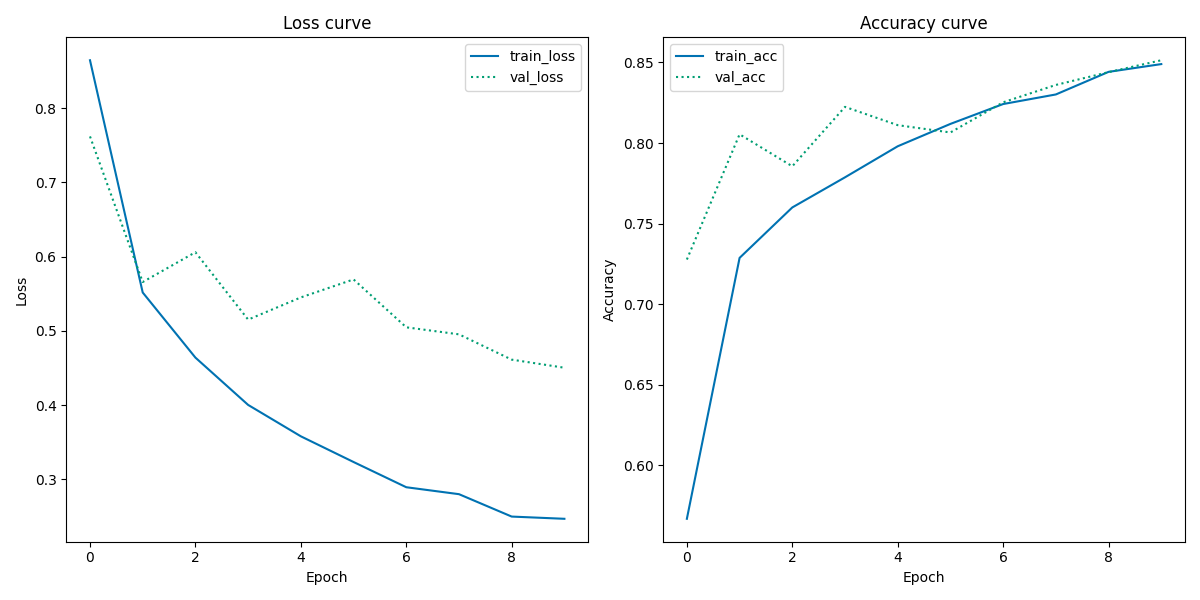 Loss curve
train_loss
val_loss
0.8
0.7
0.6
0.5
0.4
0.3
Loss
0 2 4 6 8
Epoch
Accuracy curve
train_acc
val_acc
0.85
0.80
0.75
0.70
0.65
0.60
Accuracy
0 2 4 6 8
Epoch